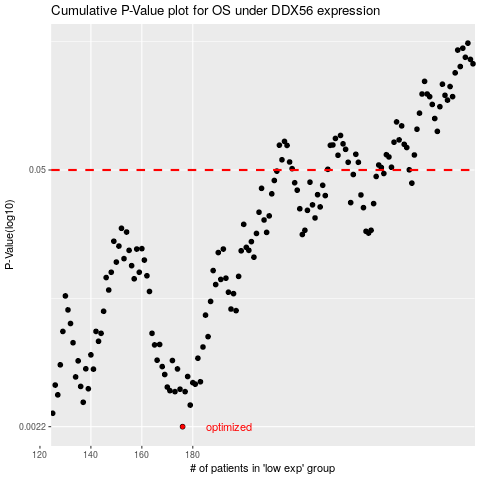 Cumulative P-Value plot for OS under DDX56 expression
P-Value(log10)
0.05
0.0022
optimized
120 140 160 180
# of patients in 'low exp' group